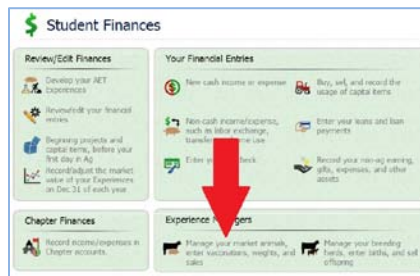 Student Finances
Review/Edit Finances
Develop your AET
Experiences
Review/edit your financial
entries
Beginning projects and
capital items, before your
first day in Ag
Record/adjust the market
value of your Experiences
on Dec 31 of each year
Your Financial Entries
New cash income or expense
Buy, sell, and record the
usage of capital items
Non-cash income/expense,
such as labor exchange,
transfer use
Enter your loans and loan
payments
Enter check
Record your non-ag earning,
gifts, expenses, and other
assets
Chapter Finances
Record income/expenses in
Chapter accounts.
Experience Managers
Manage your market animals,
enter vaccinations, weights, and
sales
Manage your breeding
herds, enter births, and sell
offspring